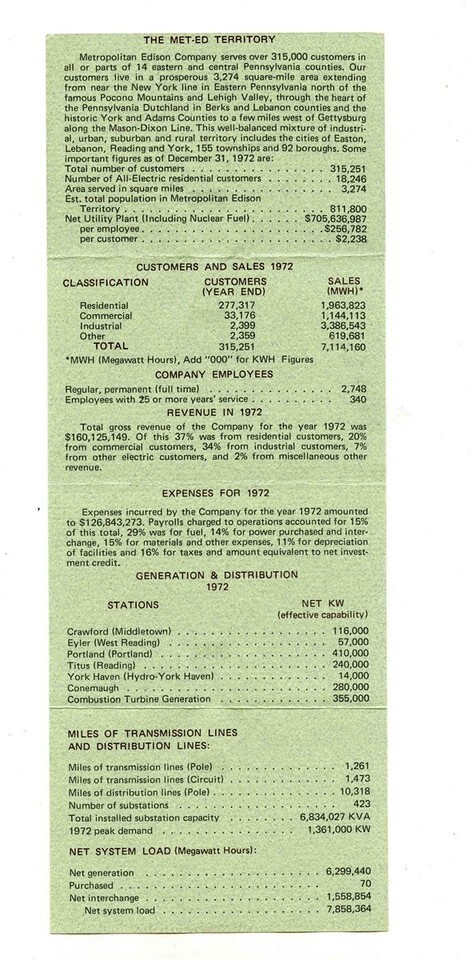 THE MET-ED TERRITORY
Metropolitan Edison Company serves over 315,000 customers in
all or parts of 14 eastern and central Pennsylvania counties. Our
customers live in a prosperous 3,274 square-mile area extending
from near the New York line in Eastern Pennsylvania north of the
famous Pocono Mountains and Lehigh Valley, through the heart of
the Pennsylvania Dutchland in Berks and Lebanon counties and the
historic York and Adams Counties to a few miles west of Gettysburg
along the Mason-Dixon Line. This well-balanced mixture of industri-
al, urban, suburban and rural territory includes the cities of Easton,
Lebanon, Reading and York, 155 townships and 92 boroughs. Some
important figures as of December 31, 1972 are:
Total number of customers . . . . . . . . . . . . . . . 315,251
Number of All-Electric residential customers . . . . . 18,246
Area served in square miles . . . . . . . . . . . . . . 3,274
Est. total population in Metropolitan Edison
Territory . . . . . . . . . . . . . . . . . . . . . 811,800
Net Utility Plant (Including Nuclear Fuel) . . . . . $705,636,987
per employee . . . . . . . . . . . . . . . . . . $256,782
per customer . . . . . . . . . . . . . . . . . . . $2,238
CUSTOMERS AND SALES 1972
CLASSIFICATION CUSTOMERS SALES
(YEAR END) (MWH)*
Residential 277,317 1,963,823
Commercial 33,176 1,144,113
Industrial 2,399 3,386,543
Other 2,359 619,681
TOTAL 315,251 7,114,160
*MWH (Megawatt Hours), Add "000" for KWH Figures
COMPANY EMPLOYEES
Regular, permanent (full time) . . . . . . . . . . . . 2,748
Employees with 25 or more years' service . . . . . . . 340
REVENUE IN 1972
Total gross revenue of the Company for the year 1972 was
$160,125,149. Of this 37% was from residential customers, 20%
from commercial customers, 34% from industrial customers, 7%
from other electric customers, and 2% from miscellaneous other
revenue.
EXPENSES FOR 1972
Expenses incurred by the Company for the year 1972 amounted
to $126,843,273. Payrolls charged to operations accounted for 15%
of this total, 29% was for fuel, 14% for power purchased and inter-
change, 15% for materials and other expenses, 11% for depreciation
of facilities and 16% for taxes and amount equivalent to net invest-
ment credit.
GENERATION & DISTRIBUTION
1972
STATIONS NET KW
(effective capability)
Crawford (Middletown) . . . . . . . . . . . . . . . 116,000
Eyler (West Reading) . . . . . . . . . . . . . . . . 57,000
Portland (Portland) . . . . . . . . . . . . . . . . 410,000
Titus (Reading) . . . . . . . . . . . . . . . . . . 240,000
York Haven (Hydro-York Haven) . . . . . . . . . . . 14,000
Conemaugh . . . . . . . . . . . . . . . . . . . . . 280,000
Combustion Turbine Generation . . . . . . . . . . . 355,000
MILES OF TRANSMISSION LINES
AND DISTRIBUTION LINES:
Miles of transmission lines (Pole) . . . . . . . . . . 1,261
Miles of transmission lines (Circuit) . . . . . . . . . 1,473
Miles of distribution lines (Pole) . . . . . . . . . . 10,318
Number of substations . . . . . . . . . . . . . . . . 423
Total installed substation capacity . . . . . . 6,834,027 KVA
1972 peak demand . . . . . . . . . . . . . . 1,361,000 KW
NET SYSTEM LOAD (Megawatt Hours):
Net generation . . . . . . . . . . . . . . . . . 6,299,440
Purchased . . . . . . . . . . . . . . . . . . . . . . 70
Net interchange . . . . . . . . . . . . . . . . . 1,558,854
Net system load . . . . . . . . . . . . . . . . . 7,858,364